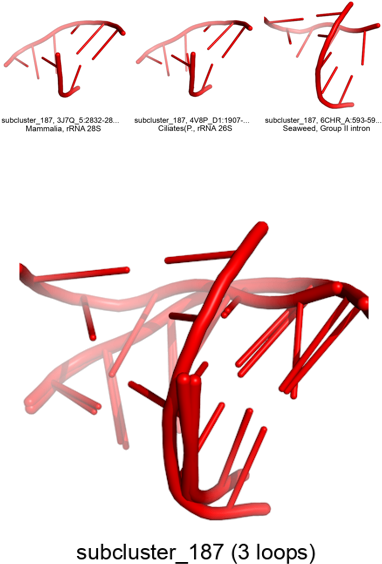 subcluster_187, 3J7Q_5:2832-28...
Mammalia, rRNA 28S
subcluster_187, 4V8P_D1:1907-...
Ciliates(P., rRNA 26S
subcluster_187, 6CHR_A:593-59...
Seaweed, Group II intron
subcluster_187 (3 loops)